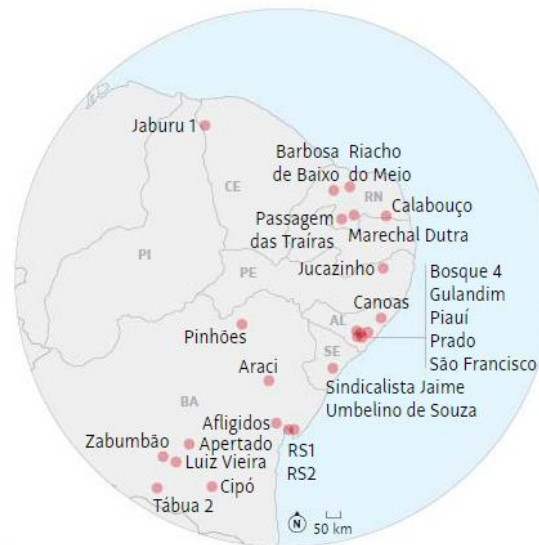 Jaburu 1
Barbosa
de Baixo
Riacho
do Meio
CE
RN
Calabouço
Passagem
das Traíras
Marechal Dutra
PI
PE
Jucazinho
Bosque 4
Gulandim
Piauí
Prado
São Francisco
Canoas
AL
Pinhões
SE
Araci
Sindicalista Jaime
Umbelino de Souza
BA
Afligidos
Apertado
Zabumbão
Luiz Vieira
RS1
RS2
Cipó
Tábua 2
N
50 km